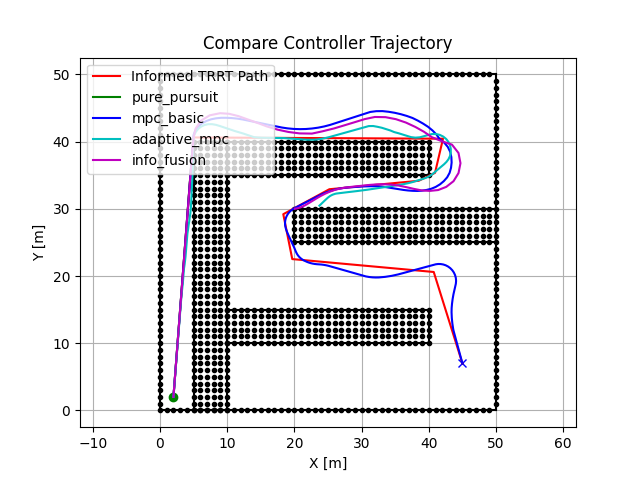 Compare Controller Trajectory
Informed TRRT Path
pure_pursuit
mpc_basic
adaptive_mpc
info_fusion
50
40
30
20
10
0
Y [m]
−10 0 10 20 30 40 50 60
X [m]